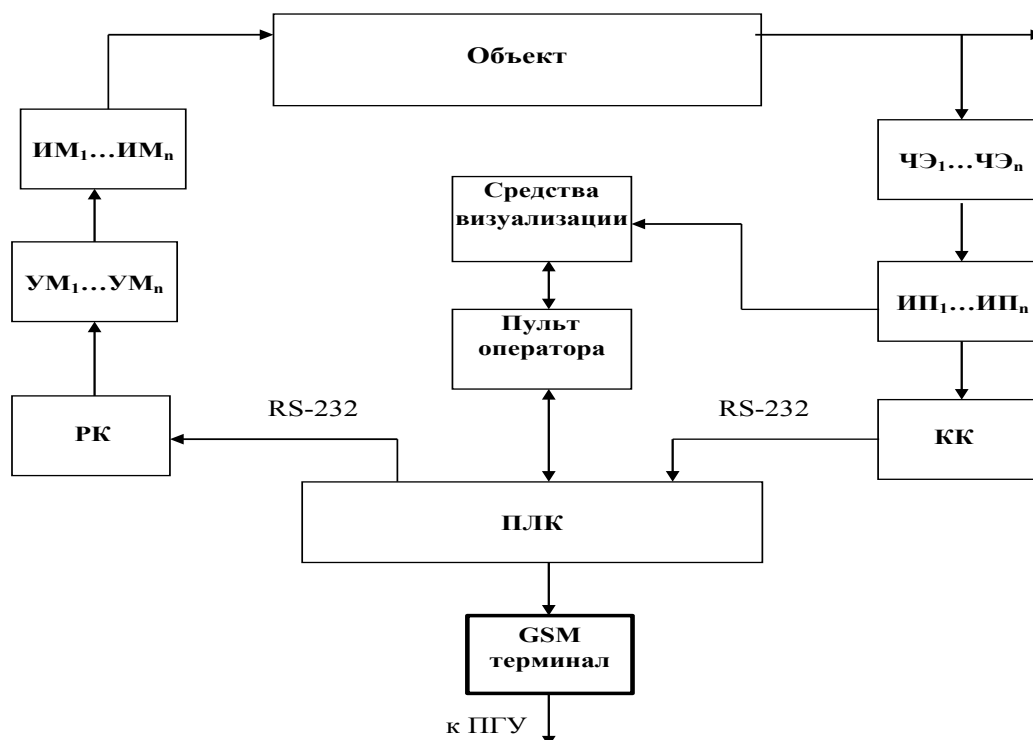 Объект
ИМ₁…ИМₙ
ЧЭ₁…ЧЭₙ
Средства
визуализации
УМ₁…УМₙ
ИП₁…ИПₙ
Пульт
оператора
RS-232
RS-232
РК
КК
ПЛК
GSM
терминал
к ПГУ